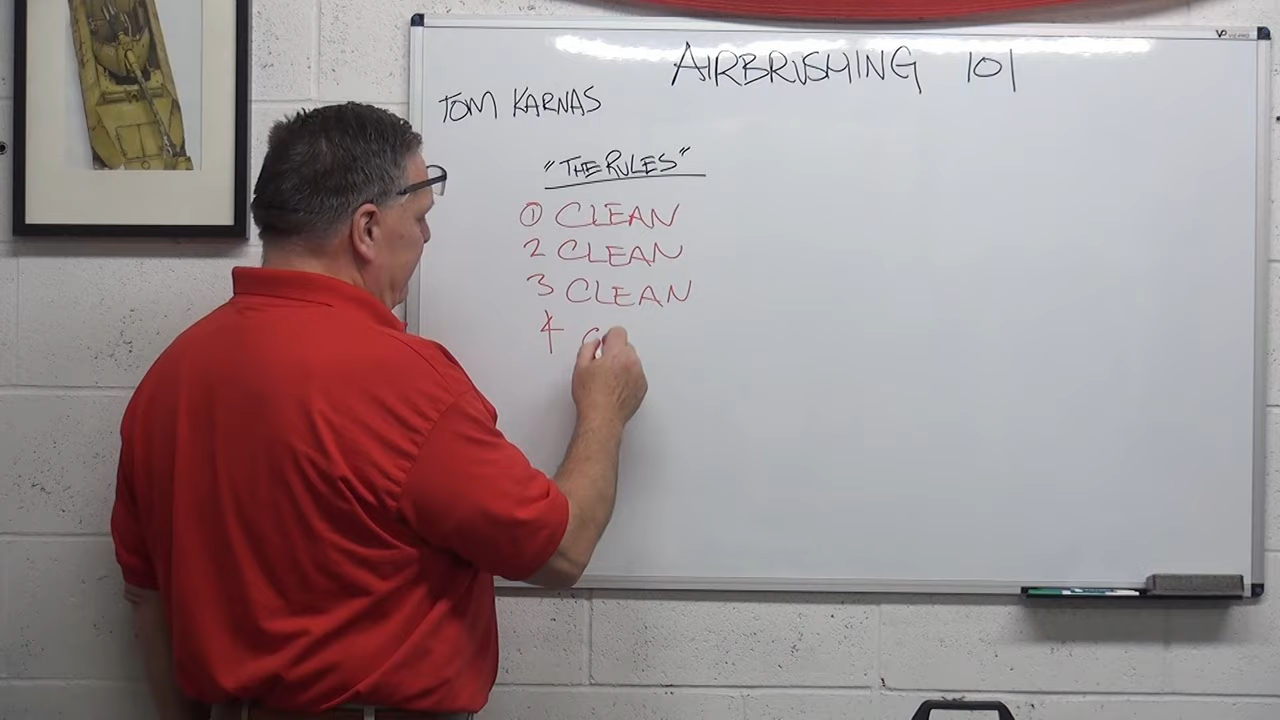 AIRBRUSHING 101
TOM KARNAS
"THE RULES"
① CLEAN
2 CLEAN
3 CLEAN
4 C